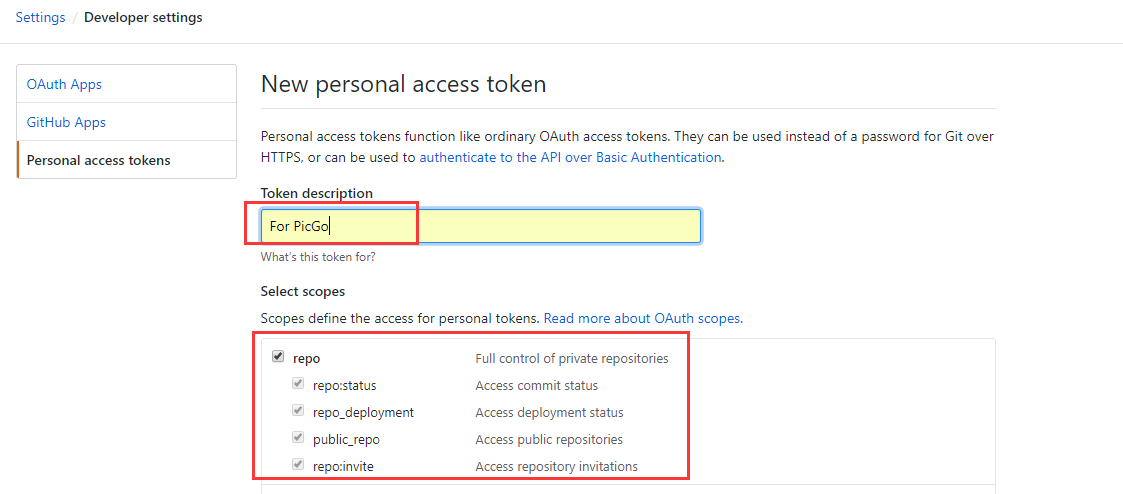 Settings / Developer settings
OAuth Apps
GitHub Apps
Personal access tokens
New personal access token
Personal access tokens function like ordinary OAuth access tokens. They can be used instead of a password for Git over
HTTPS, or can be used to authenticate to the API over Basic Authentication.
Token description
For PicGo
What's this token for?
Select scopes
Scopes define the access for personal tokens. Read more about OAuth scopes.
repo Full control of private repositories
repo:status Access commit status
repo_deployment Access deployment status
public_repo Access public repositories
repo:invite Access repository invitations